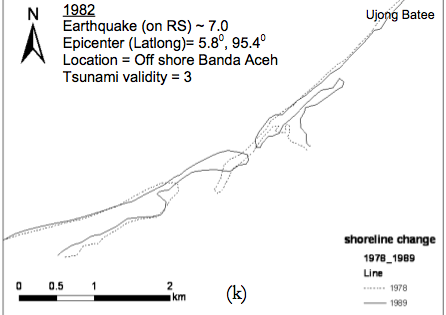 N
1982
Earthquake (on RS) ~ 7.0
Epicenter (Latlong)= 5.8⁰, 95.4⁰
Location = Off shore Banda Aceh
Tsunami validity = 3
Ujong Batee
shoreline change
1978_1989
Line
1978
1989
0 0.5 1 2
km
(k)